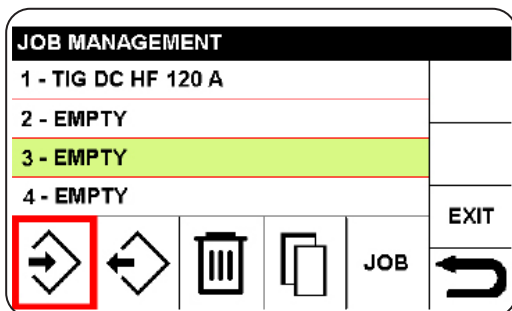 JOB MANAGEMENT
1 - TIG DC HF 120 A
2 - EMPTY
3 - EMPTY
4 - EMPTY
EXIT
JOB